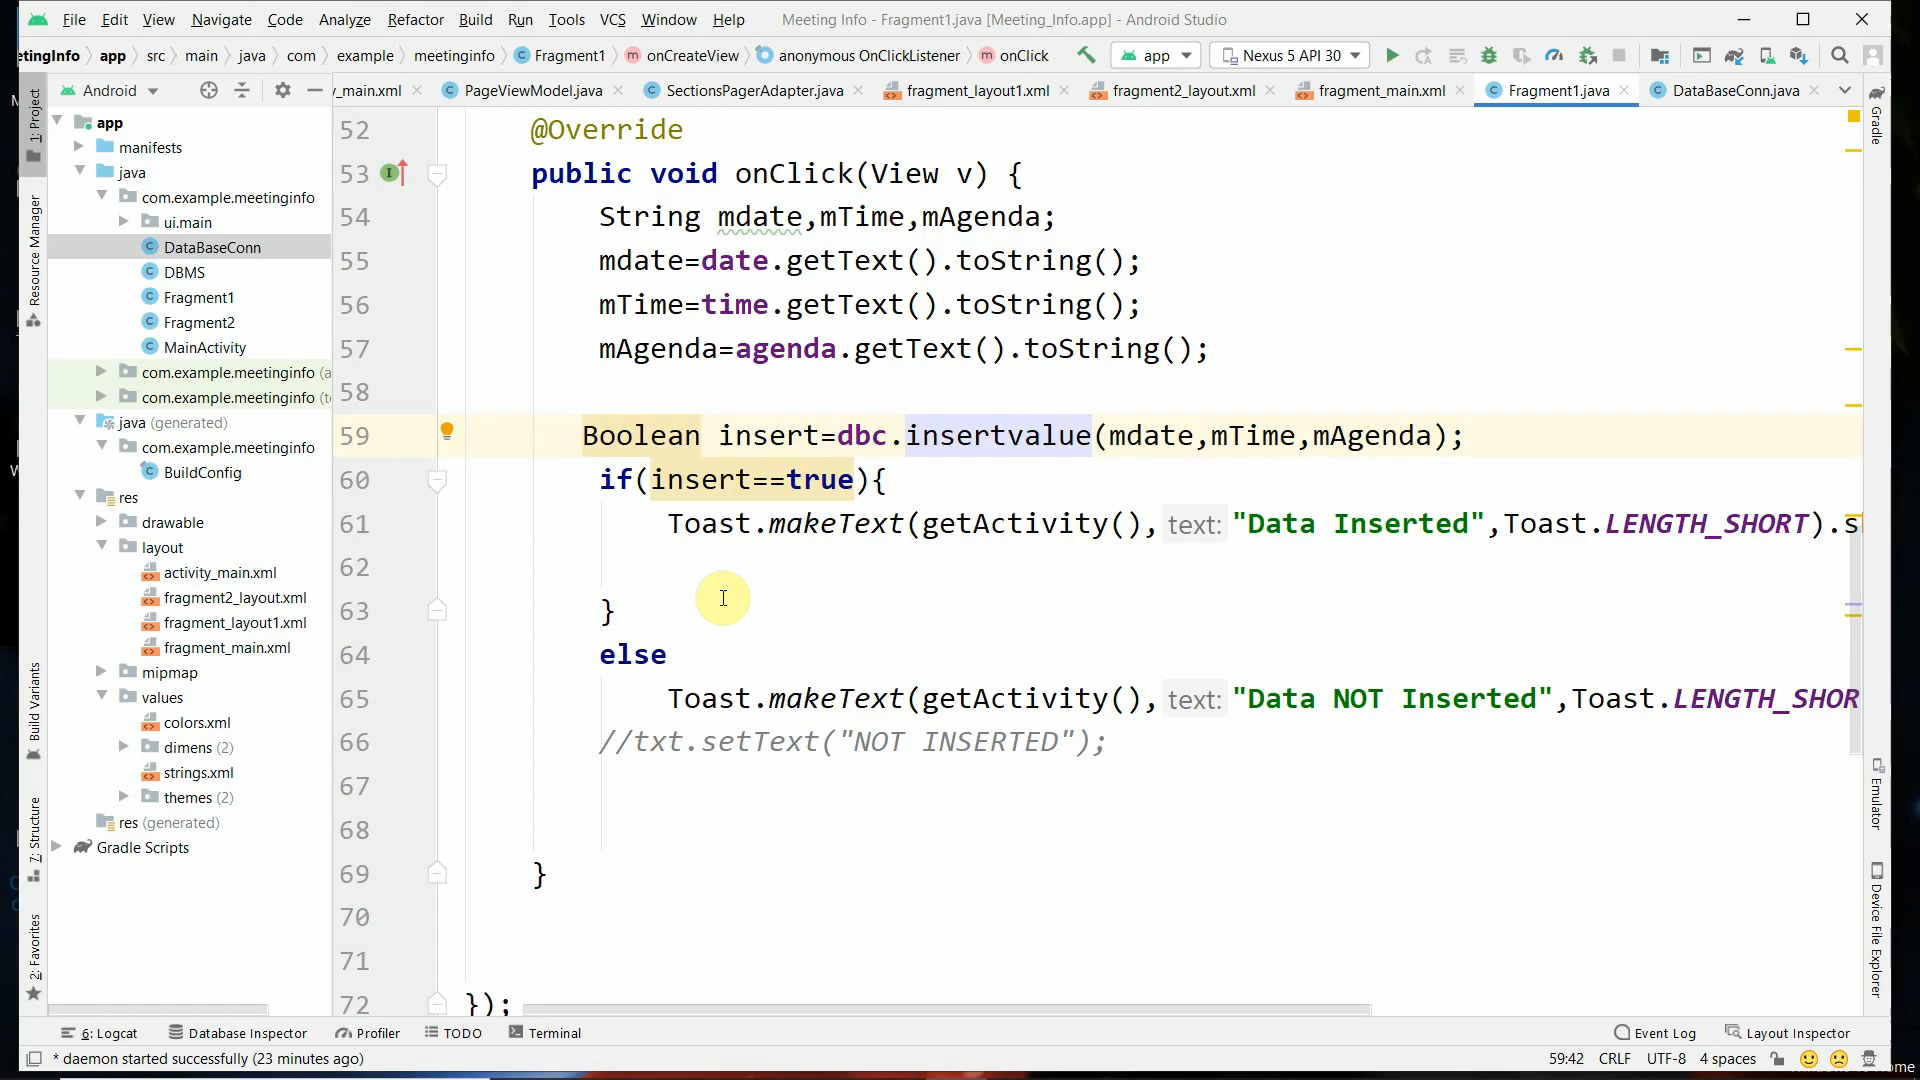 File Edit View Navigate Code Analyze Refactor Build Run Tools VCS Window Help Meeting Info - Fragment1.java [Meeting_Info.app] - Android Studio
etingInfo app src main java com example meetinginfo Fragment1 onCreateView anonymous OnClickListener onClick app Nexus 5 API 30
Android
_main.xml PageViewModel.java SectionsPagerAdapter.java fragment_layout1.xml fragment2_layout.xml fragment_main.xml Fragment1.java DataBaseConn.java
1: Project
Resource Manager
Build Variants
7: Structure
2: Favorites
app
manifests
java
com.example.meetinginfo
ui.main
DataBaseConn
DBMS
Fragment1
Fragment2
MainActivity
com.example.meetinginfo (a
com.example.meetinginfo (t
java (generated)
com.example.meetinginfo
BuildConfig
res
drawable
layout
activity_main.xml
fragment2_layout.xml
fragment_layout1.xml
fragment_main.xml
mipmap
values
colors.xml
dimens (2)
strings.xml
themes (2)
res (generated)
Gradle Scripts
52 @Override
53 public void onClick(View v) {
54 String mdate,mTime,mAgenda;
55 mdate=date.getText().toString();
56 mTime=time.getText().toString();
57 mAgenda=agenda.getText().toString();
58
59 Boolean insert=dbc.insertvalue(mdate,mTime,mAgenda);
60 if(insert==true){
61 Toast.makeText(getActivity(), text: "Data Inserted",Toast.LENGTH_SHORT).s
62
63 }
64 else
65 Toast.makeText(getActivity(), text: "Data NOT Inserted",Toast.LENGTH_SHOR
66 //txt.setText("NOT INSERTED");
67
68
69 }
70
71
72 });
Gradle
Emulator
Device File Explorer
6: Logcat Database Inspector Profiler TODO Terminal Event Log Layout Inspector
* daemon started successfully (23 minutes ago) 59:42 CRLF UTF-8 4 spaces